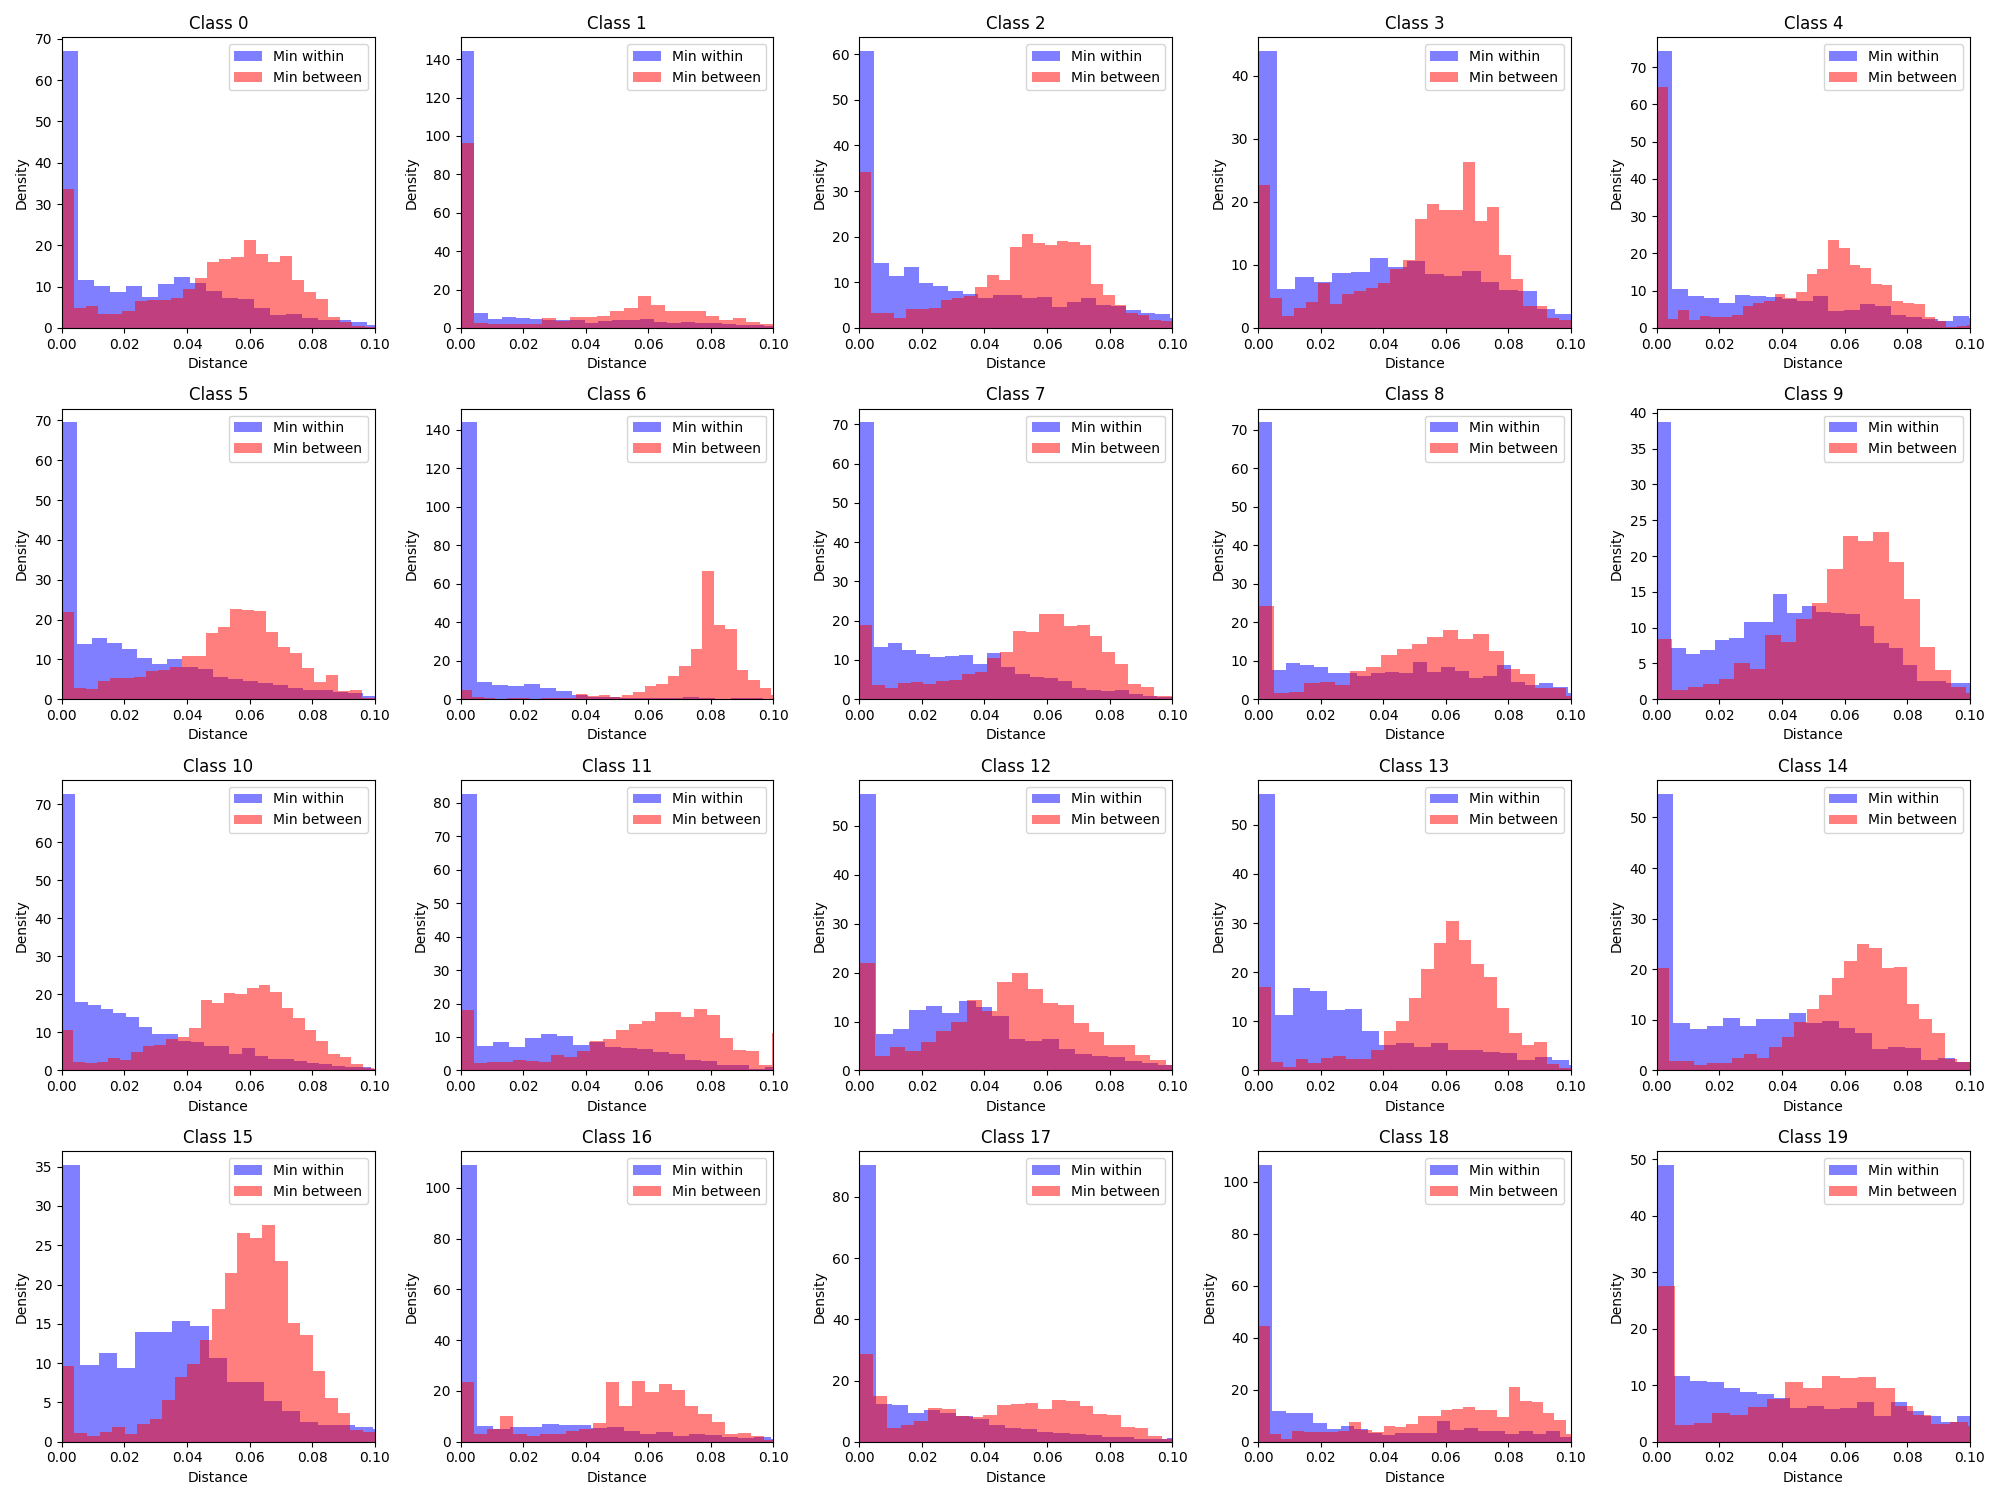 Class 0 Class 1 Class 2 Class 3 Class 4
70 60 50 40 30 20 10 0
140 120 100 80 60 40 20 0
60 50 40 30 20 10 0
40 30 20 10 0
70 60 50 40 30 20 10 0
Density Density Density Density Density
Min within Min within Min within Min within Min within
Min between Min between Min between Min between Min between
0.00 0.02 0.04 0.06 0.08 0.10 0.00 0.02 0.04 0.06 0.08 0.10 0.00 0.02 0.04 0.06 0.08 0.10 0.00 0.02 0.04 0.06 0.08 0.10 0.00 0.02 0.04 0.06 0.08 0.10
Distance Distance Distance Distance Distance
Class 5 Class 6 Class 7 Class 8 Class 9
70 60 50 40 30 20 10 0
140 120 100 80 60 40 20 0
70 60 50 40 30 20 10 0
70 60 50 40 30 20 10 0
40 35 30 25 20 15 10 5 0
Density Density Density Density Density
Min within Min within Min within Min within Min within
Min between Min between Min between Min between Min between
0.00 0.02 0.04 0.06 0.08 0.10 0.00 0.02 0.04 0.06 0.08 0.10 0.00 0.02 0.04 0.06 0.08 0.10 0.00 0.02 0.04 0.06 0.08 0.10 0.00 0.02 0.04 0.06 0.08 0.10
Distance Distance Distance Distance Distance
Class 10 Class 11 Class 12 Class 13 Class 14
70 60 50 40 30 20 10 0
80 70 60 50 40 30 20 10 0
50 40 30 20 10 0
50 40 30 20 10 0
50 40 30 20 10 0
Density Density Density Density Density
Min within Min within Min within Min within Min within
Min between Min between Min between Min between Min between
0.00 0.02 0.04 0.06 0.08 0.10 0.00 0.02 0.04 0.06 0.08 0.10 0.00 0.02 0.04 0.06 0.08 0.10 0.00 0.02 0.04 0.06 0.08 0.10 0.00 0.02 0.04 0.06 0.08 0.10
Distance Distance Distance Distance Distance
Class 15 Class 16 Class 17 Class 18 Class 19
35 30 25 20 15 10 5 0
100 80 60 40 20 0
80 60 40 20 0
100 80 60 40 20 0
50 40 30 20 10 0
Density Density Density Density Density
Min within Min within Min within Min within Min within
Min between Min between Min between Min between Min between
0.00 0.02 0.04 0.06 0.08 0.10 0.00 0.02 0.04 0.06 0.08 0.10 0.00 0.02 0.04 0.06 0.08 0.10 0.00 0.02 0.04 0.06 0.08 0.10 0.00 0.02 0.04 0.06 0.08 0.10
Distance Distance Distance Distance Distance